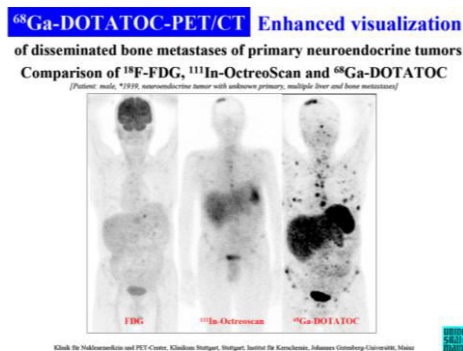 ⁶⁸Ga-DOTATOC-PET/CT Enhanced visualization
of disseminated bone metastases of primary neuroendocrine tumors
Comparison of ¹⁸F-FDG, ¹¹¹In-OctreoScan and ⁶⁸Ga-DOTATOC
[Patient: male, *1939, neuroendocrine tumor with unknown primary, multiple liver and bone metastases]
FDG
¹¹¹In-Octreoscan
⁶⁸Ga-DOTATOC
Klinik für Nuklearmedizin und PET-Center, Klinikum Stuttgart, Stuttgart; Institut für Kernchemie, Johannes Gutenberg-Universität, Mainz